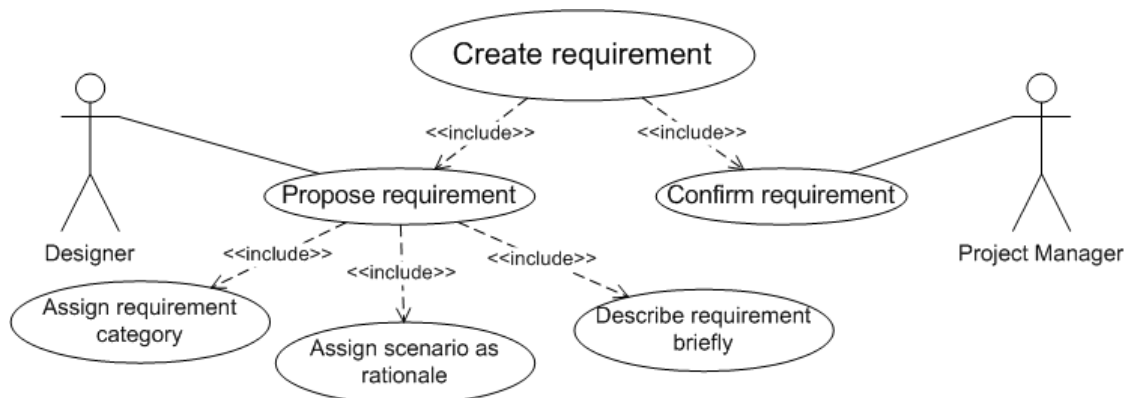 Create requirement
<<include>>
<<include>>
Propose requirement
Confirm requirement
Designer
Project Manager
<<include>>
<<include>>
<<include>>
Assign requirement
category
Assign scenario as
rationale
Describe requirement
briefly